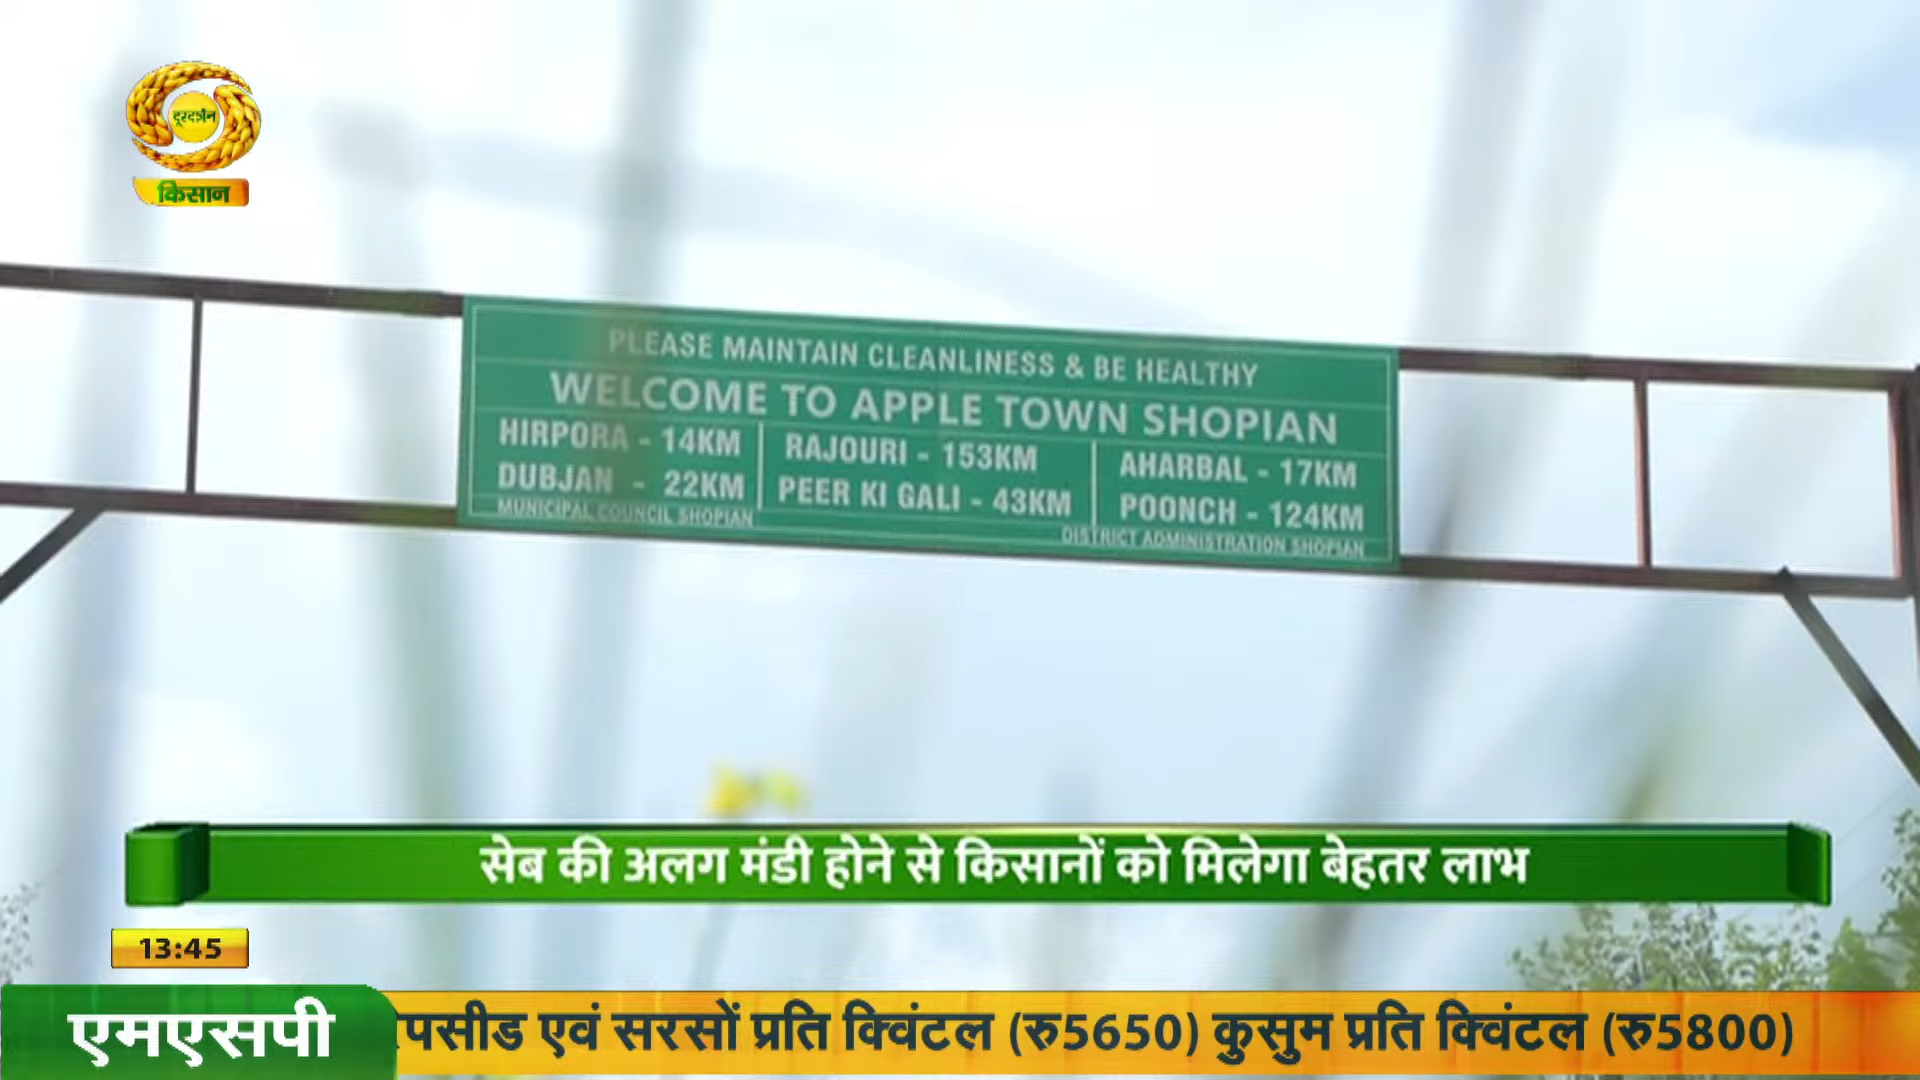 दूरदर्शन
किसान
PLEASE MAINTAIN CLEANLINESS & BE HEALTHY
WELCOME TO APPLE TOWN SHOPIAN
HIRPORA - 14KM RAJOURI - 153KM AHARBAL - 17KM
DUBJAN - 22KM PEER KI GALI - 43KM POONCH - 124KM
MUNICIPAL COUNCIL SHOPIAN DISTRICT ADMINISTRATION SHOPIAN
सेब की अलग मंडी होने से किसानों को मिलेगा बेहतर लाभ
13:45
एमएसपी पसीड एवं सरसों प्रति क्विंटल (रु5650) कुसुम प्रति क्विंटल (रु5800)